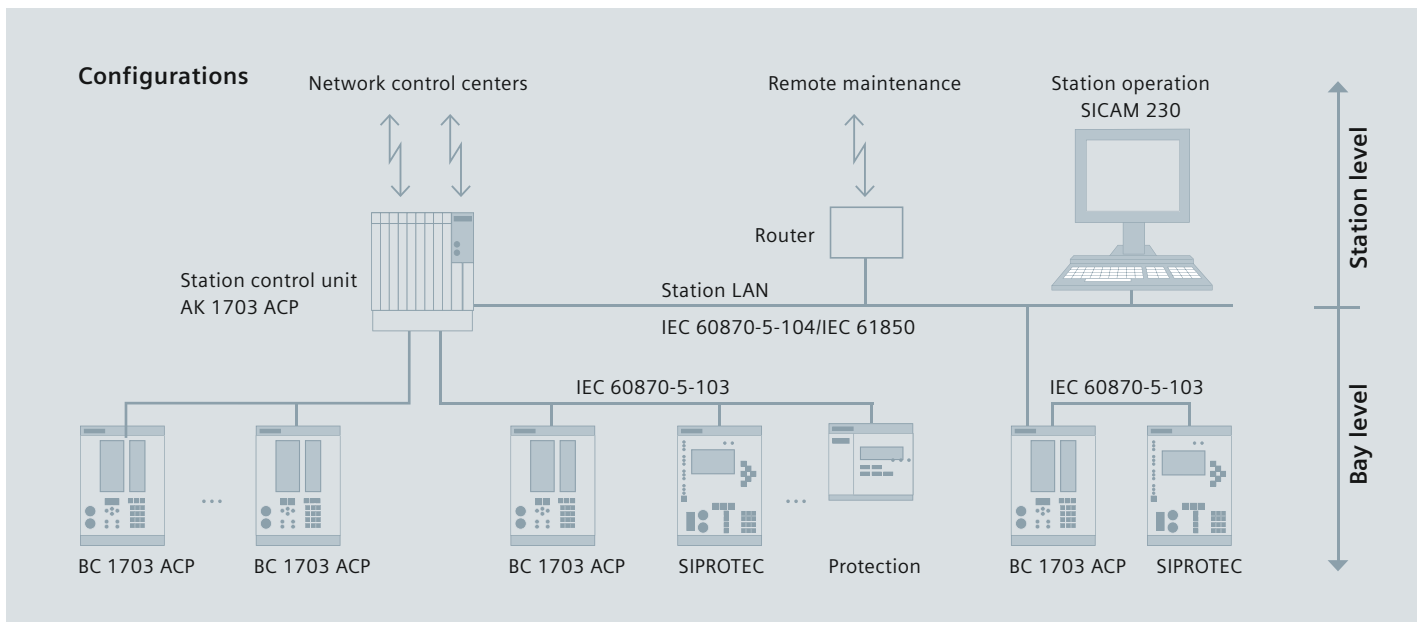 Configurations
Network control centers
Remote maintenance
Station operation
SICAM 230
Station level
Router
Station control unit
AK 1703 ACP
Station LAN
IEC 60870-5-104/IEC 61850
IEC 60870-5-103
IEC 60870-5-103
Bay level
...
...
BC 1703 ACP
BC 1703 ACP
BC 1703 ACP
SIPROTEC
Protection
BC 1703 ACP
SIPROTEC